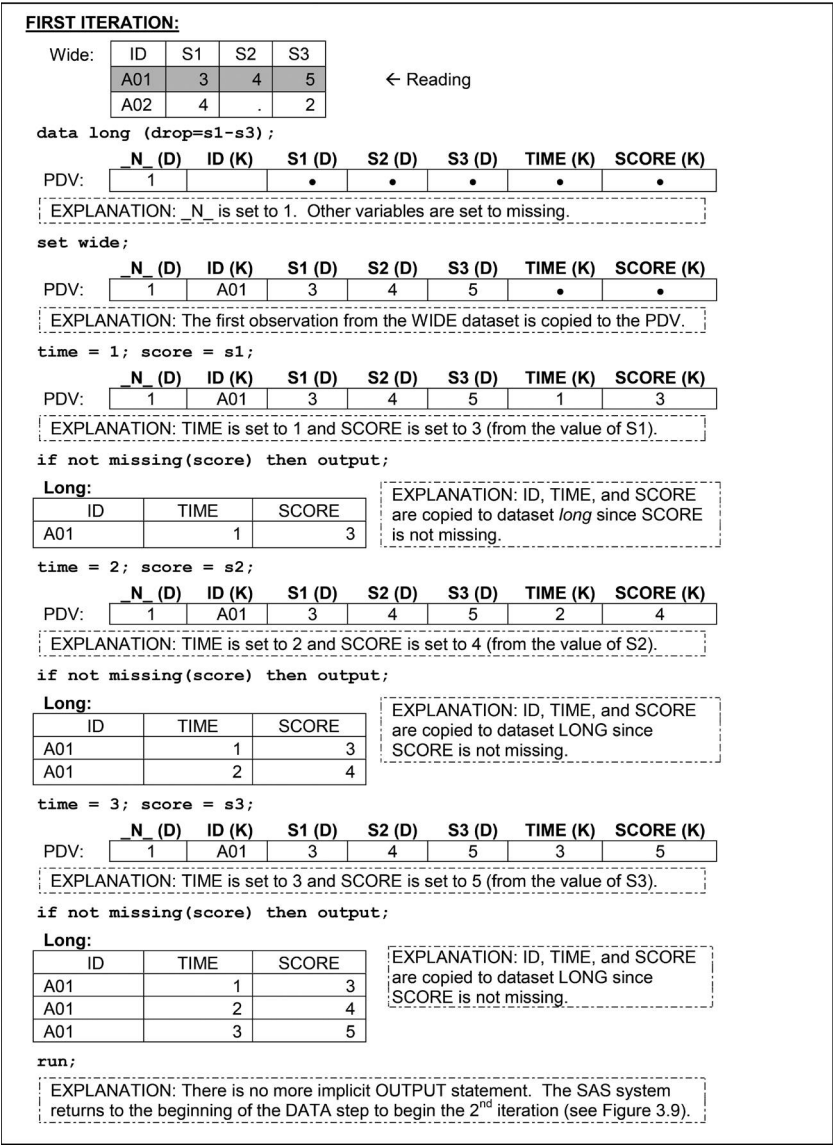 FIRST ITERATION:
Wide: ID S1 S2 S3
A01 3 4 5 ← Reading
A02 4 . 2
data long (drop=s1-s3);
_N_ (D) ID (K) S1 (D) S2 (D) S3 (D) TIME (K) SCORE (K)
PDV: 1 • • • • •
EXPLANATION: _N_ is set to 1. Other variables are set to missing.
set wide;
_N_ (D) ID (K) S1 (D) S2 (D) S3 (D) TIME (K) SCORE (K)
PDV: 1 A01 3 4 5 • •
EXPLANATION: The first observation from the WIDE dataset is copied to the PDV.
time = 1; score = s1;
_N_ (D) ID (K) S1 (D) S2 (D) S3 (D) TIME (K) SCORE (K)
PDV: 1 A01 3 4 5 1 3
EXPLANATION: TIME is set to 1 and SCORE is set to 3 (from the value of S1).
if not missing(score) then output;
Long:
ID TIME SCORE
A01 1 3
EXPLANATION: ID, TIME, and SCORE
are copied to dataset long since SCORE
is not missing.
time = 2; score = s2;
_N_ (D) ID (K) S1 (D) S2 (D) S3 (D) TIME (K) SCORE (K)
PDV: 1 A01 3 4 5 2 4
EXPLANATION: TIME is set to 2 and SCORE is set to 4 (from the value of S2).
if not missing(score) then output;
Long:
ID TIME SCORE
A01 1 3
A01 2 4
EXPLANATION: ID, TIME, and SCORE
are copied to dataset LONG since
SCORE is not missing.
time = 3; score = s3;
_N_ (D) ID (K) S1 (D) S2 (D) S3 (D) TIME (K) SCORE (K)
PDV: 1 A01 3 4 5 3 5
EXPLANATION: TIME is set to 3 and SCORE is set to 5 (from the value of S3).
if not missing(score) then output;
Long:
ID TIME SCORE
A01 1 3
A01 2 4
A01 3 5
EXPLANATION: ID, TIME, and SCORE
are copied to dataset LONG since
SCORE is not missing.
run;
EXPLANATION: There is no more implicit OUTPUT statement. The SAS system
returns to the beginning of the DATA step to begin the 2nd iteration (see Figure 3.9).